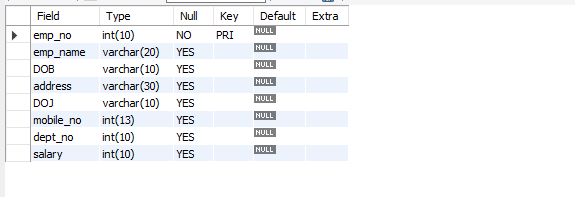 Field Type Null Key Default Extra
emp_no int(10) NO PRI NULL
emp_name varchar(20) YES NULL
DOB varchar(10) YES NULL
address varchar(30) YES NULL
DOJ varchar(10) YES NULL
mobile_no int(13) YES NULL
dept_no int(10) YES NULL
salary int(10) YES NULL